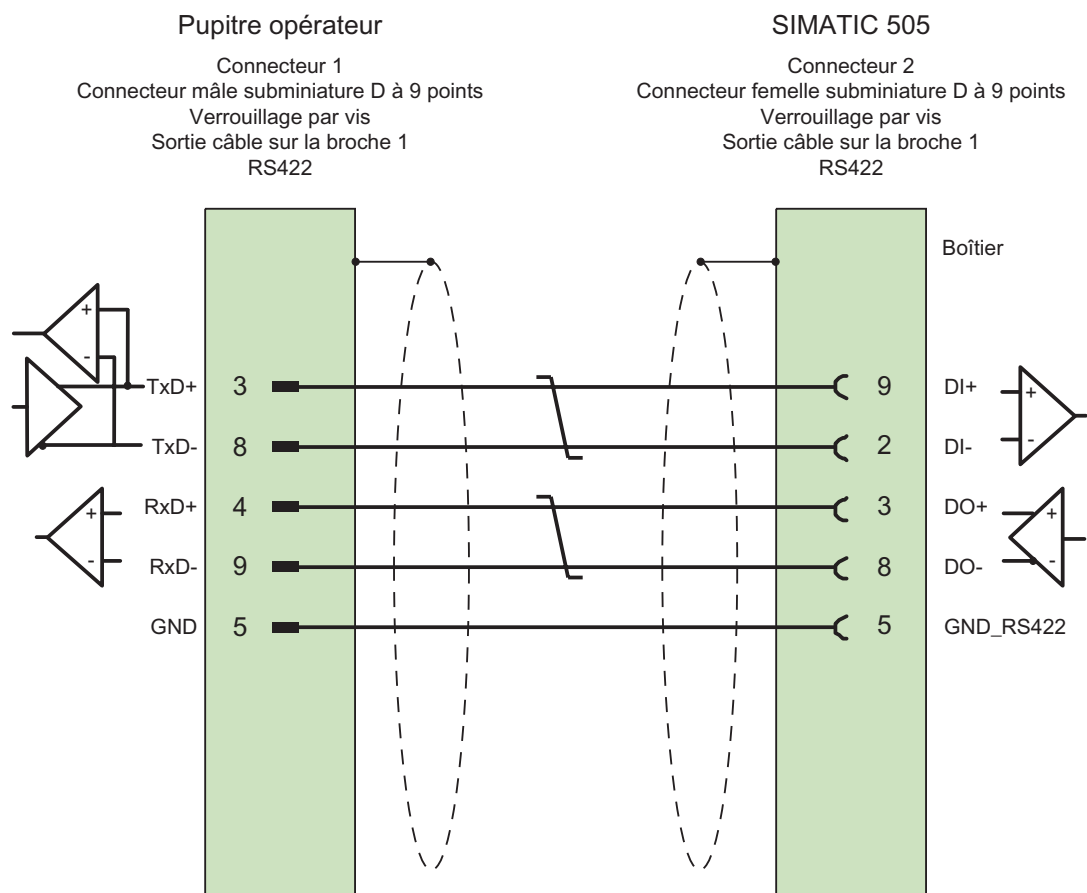 Pupitre opérateur
Connecteur 1
Connecteur mâle subminiature D à 9 points
Verrouillage par vis
Sortie câble sur la broche 1
RS422
SIMATIC 505
Connecteur 2
Connecteur femelle subminiature D à 9 points
Verrouillage par vis
Sortie câble sur la broche 1
RS422
Boîtier
+
-
TxD+ 3 9 DI+ +
TxD- 8 2 DI- -
RxD+ 4 3 DO+
+ +
RxD- 9 8 DO-
- -
GND 5 5 GND_RS422